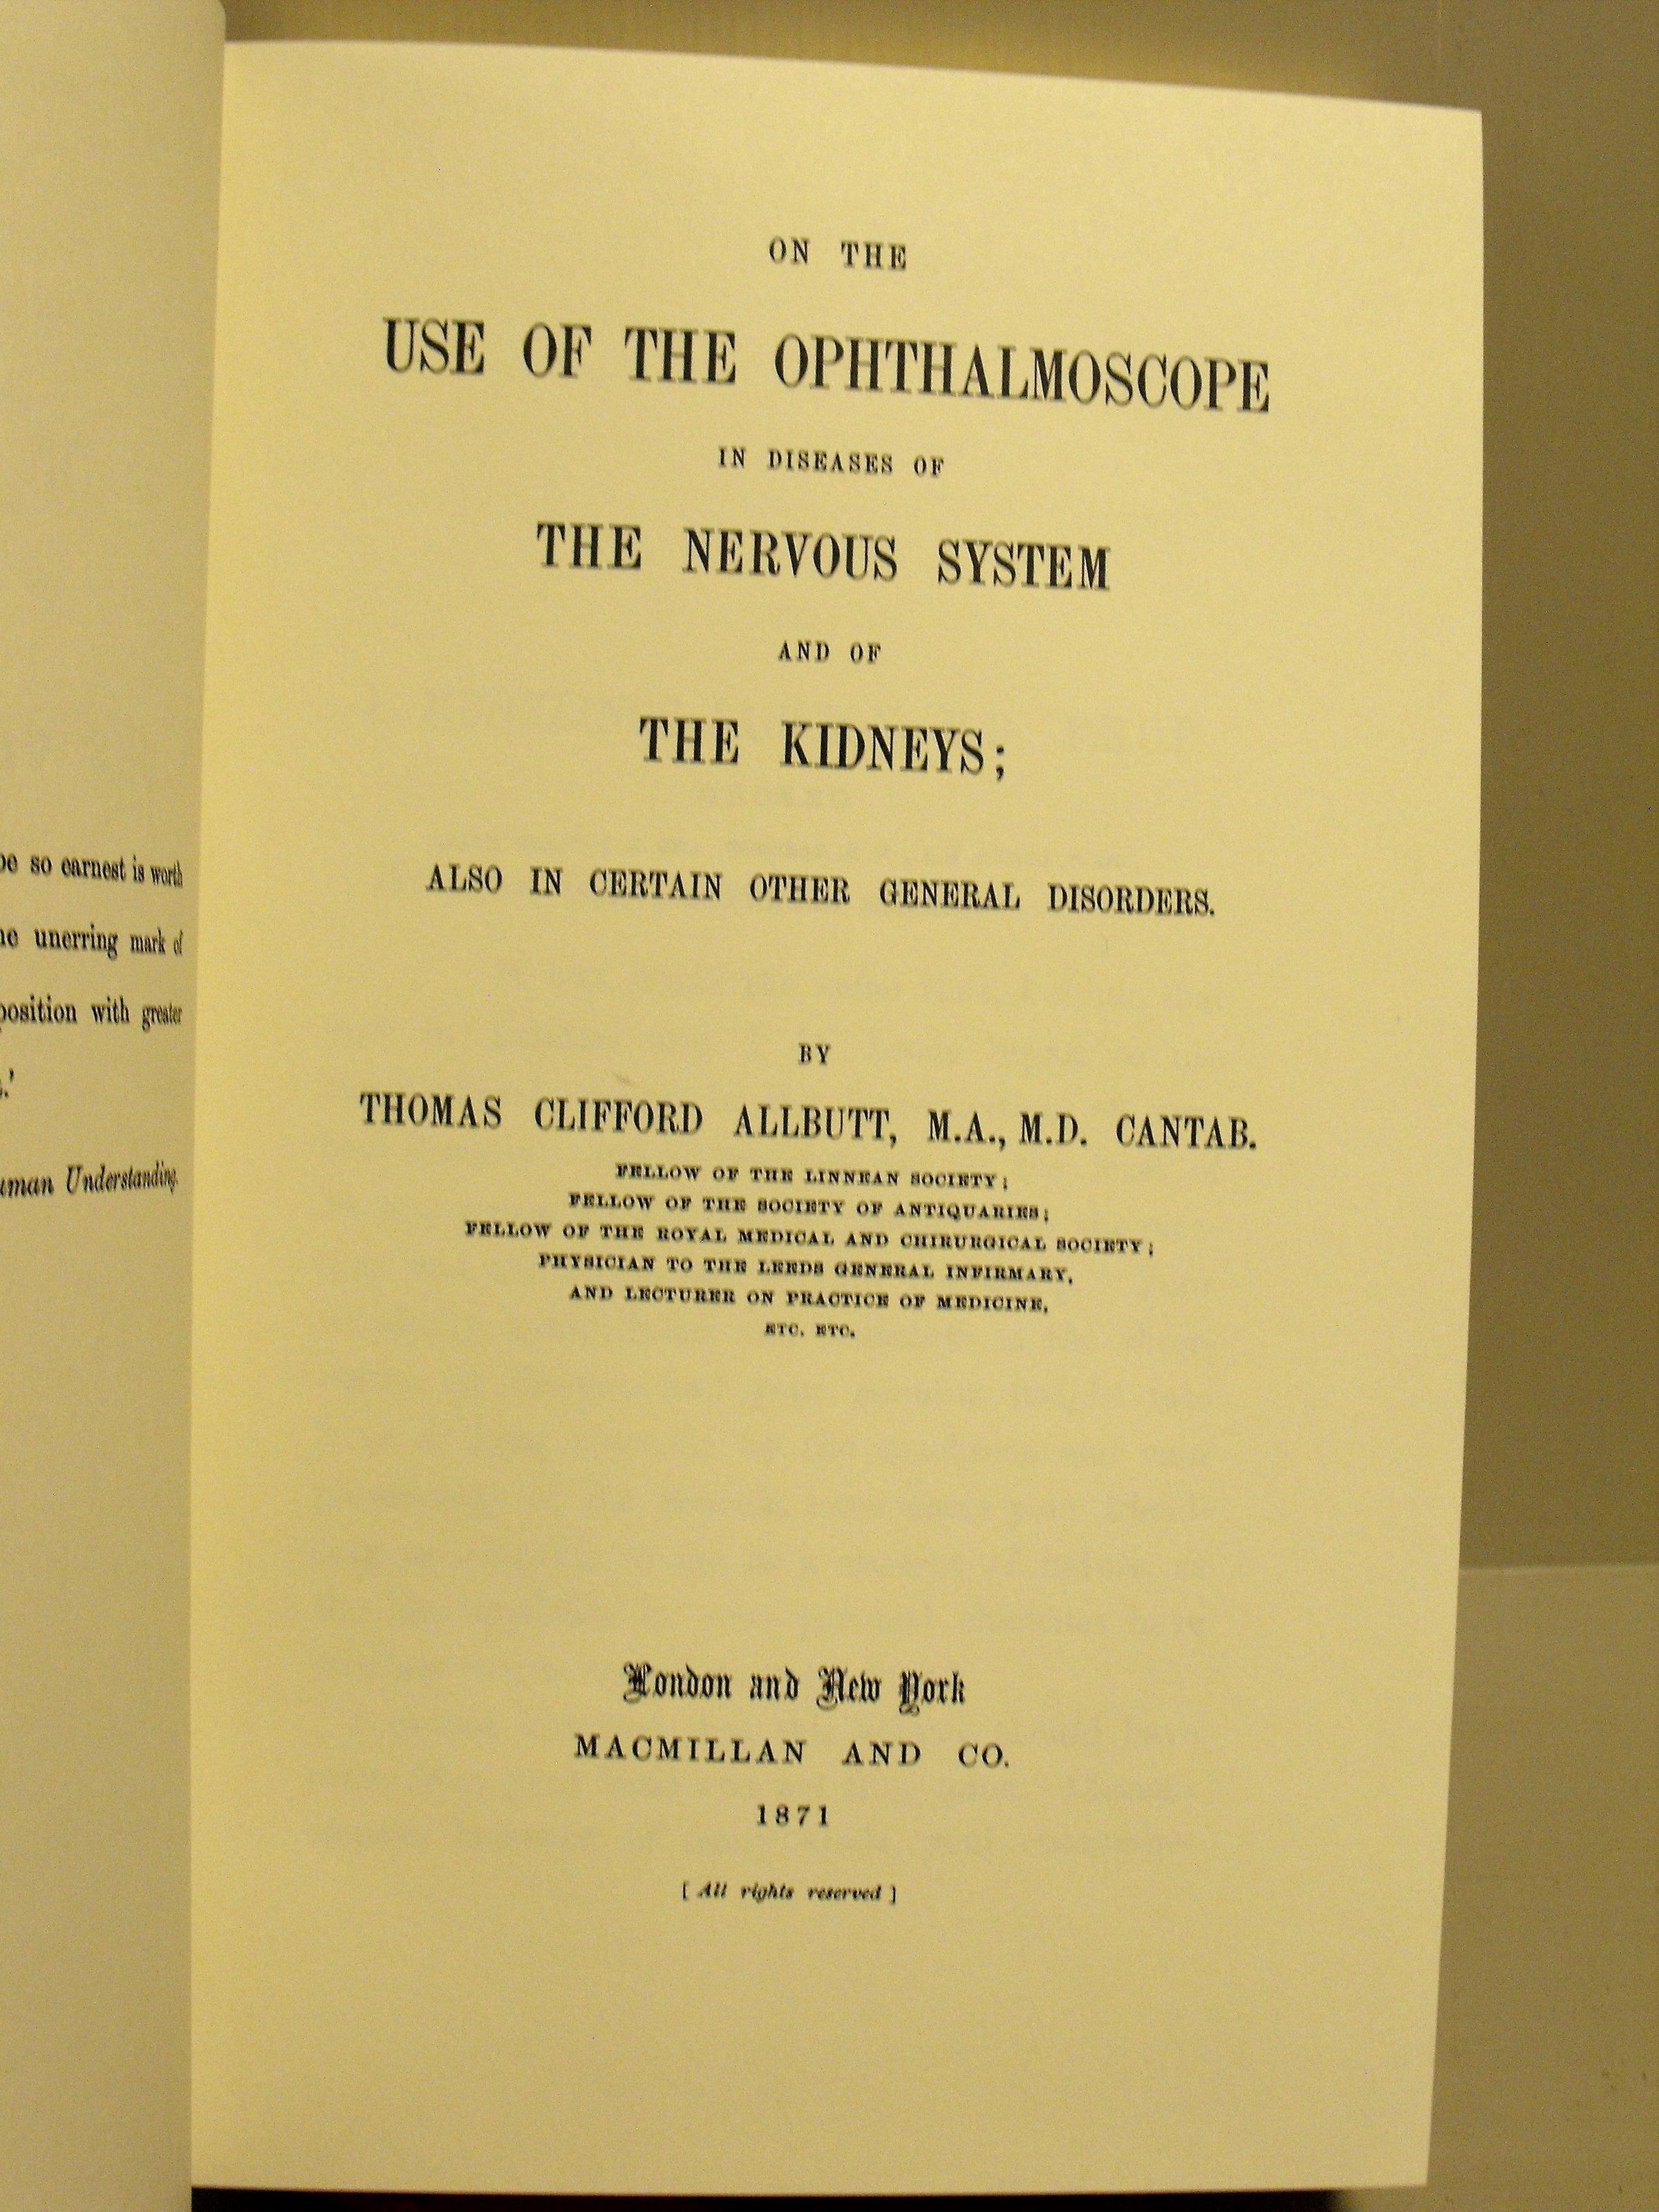 so earnest is worth
unerring mark of
with greater
Understanding.
ON THE
USE OF THE OPHTHALMOSCOPE
IN DISEASES OF
THE NERVOUS SYSTEM
AND OF
THE KIDNEYS;
ALSO IN CERTAIN OTHER GENERAL DISORDERS.
BY
THOMAS CLIFFORD ALLBUTT, M.A., M.D. CANTAB.
FELLOW OF THE LINNEAN SOCIETY;
FELLOW OF THE SOCIETY OF ANTIQUARIES;
FELLOW OF THE ROYAL MEDICAL AND CHIRURGICAL SOCIETY;
PHYSICIAN TO THE LEEDS GENERAL INFIRMARY,
AND LECTURER ON PRACTICE OF MEDICINE,
ETC. ETC.
London and New York
MACMILLAN AND CO.
1871
[ All rights reserved ]